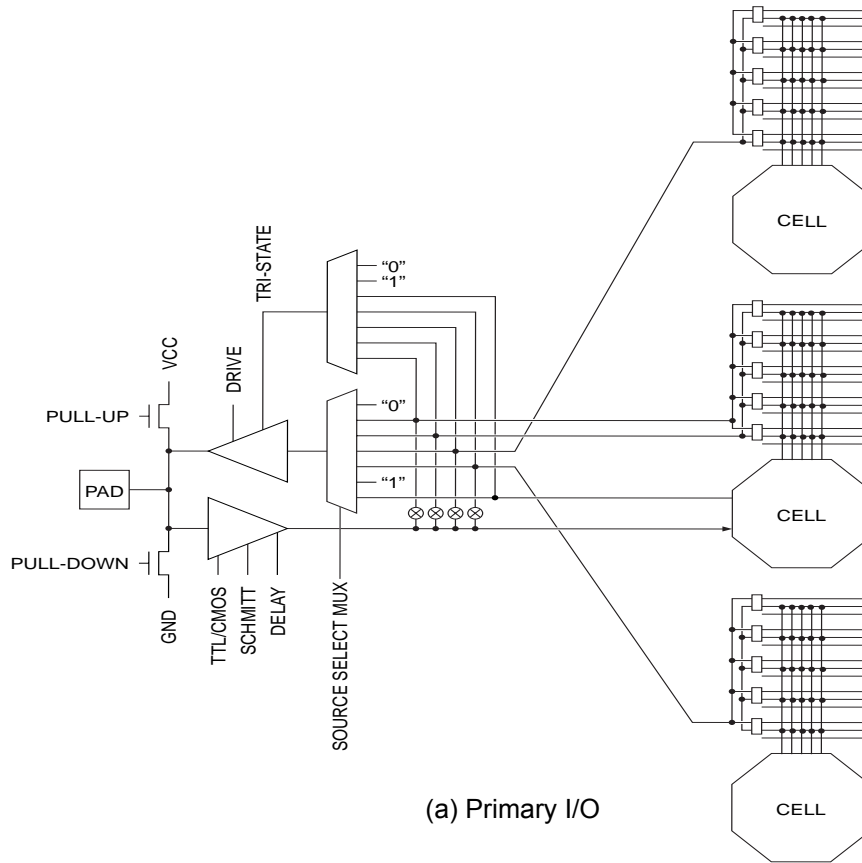 CELL
"0"
"1"
TRI-STATE
VCC
DRIVE
"0"
PULL-UP
PAD
"1"
CELL
PULL-DOWN
GND
TTL/CMOS
SCHMITT
DELAY
SOURCE SELECT MUX
(a) Primary I/O
CELL